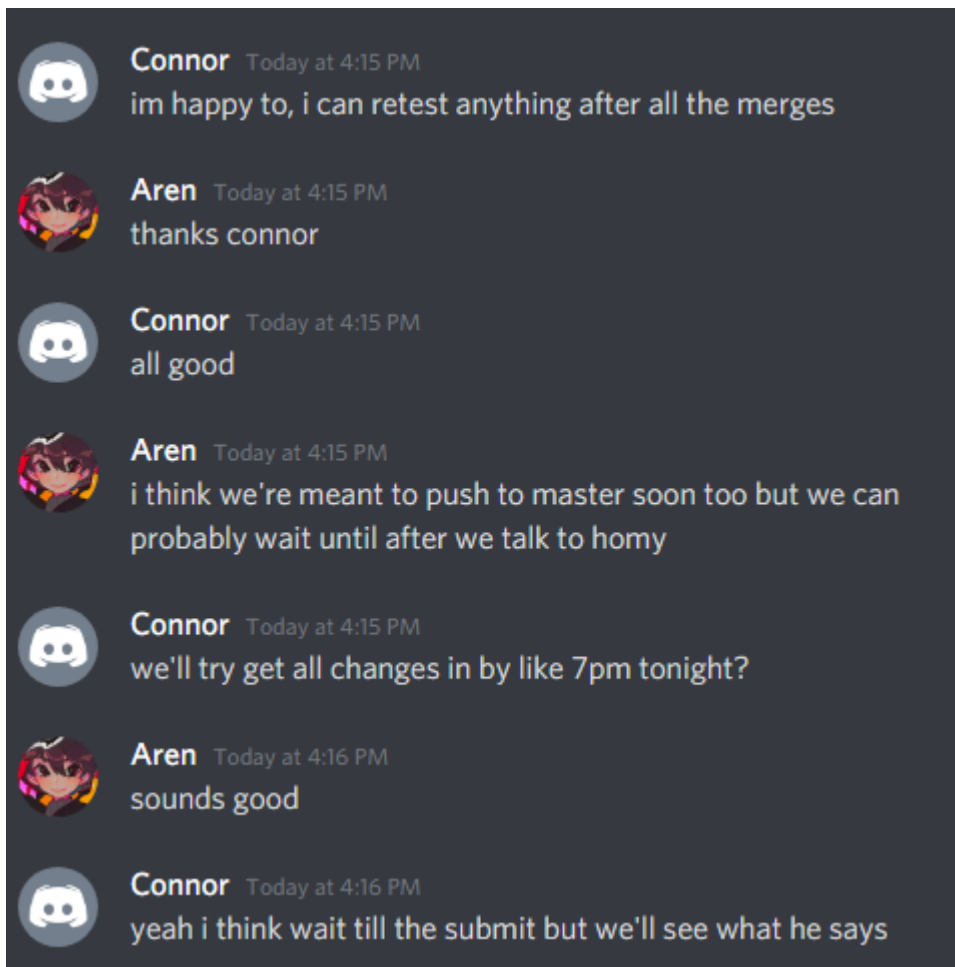 Connor Today at 4:15 PM
im happy to, i can retest anything after all the merges
Aren Today at 4:15 PM
thanks connor
Connor Today at 4:15 PM
all good
Aren Today at 4:15 PM
i think we're meant to push to master soon too but we can
probably wait until after we talk to homy
Connor Today at 4:15 PM
we'll try get all changes in by like 7pm tonight?
Aren Today at 4:16 PM
sounds good
Connor Today at 4:16 PM
yeah i think wait till the submit but we'll see what he says